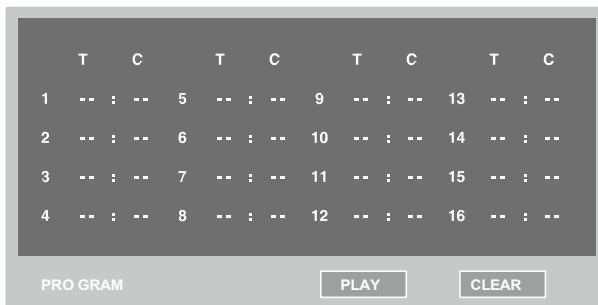 T C T C T C T C
1 -- : -- 5 -- : -- 9 -- : -- 13 -- : --
2 -- : -- 6 -- : -- 10 -- : -- 14 -- : --
3 -- : -- 7 -- : -- 11 -- : -- 15 -- : --
4 -- : -- 8 -- : -- 12 -- : -- 16 -- : --
PRO GRAM PLAY CLEAR